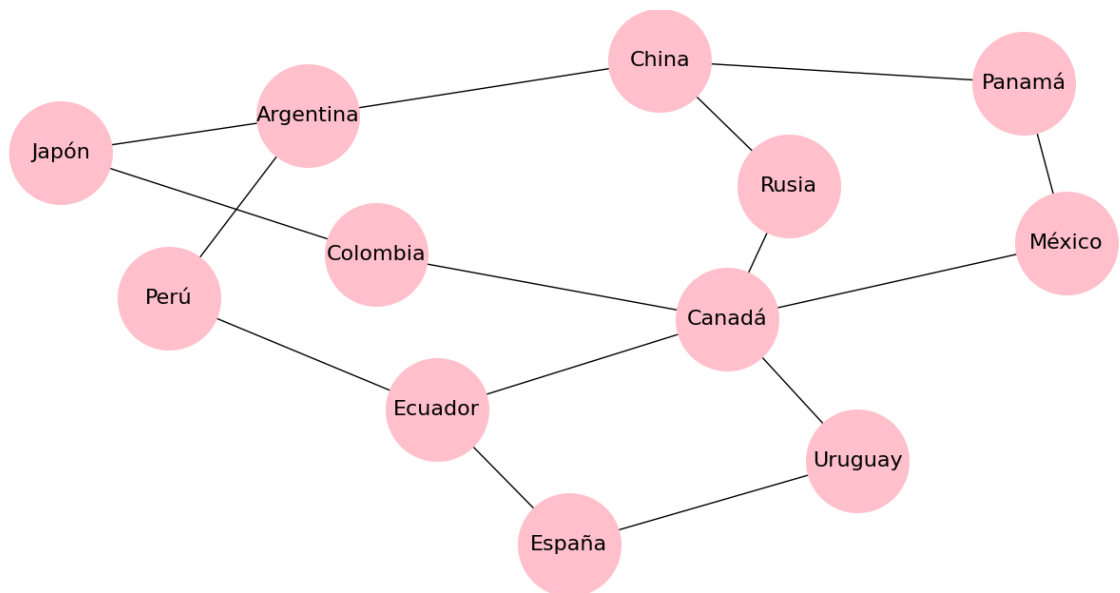 China
Panamá
Argentina
Japón
Rusia
México
Colombia
Perú
Canadá
Ecuador
Uruguay
España